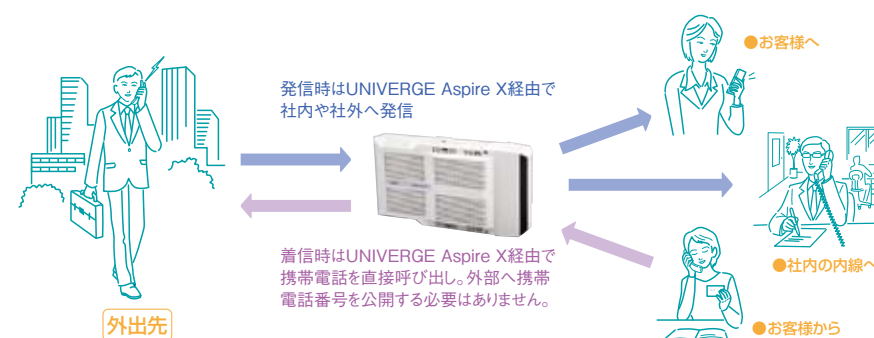 ●お客様へ
発信時はUNIVERGE Aspire X経由で
社内や社外へ発信
着信時はUNIVERGE Aspire X経由で
携帯電話を直接呼び出し。外部へ携帯
電話番号を公開する必要はありません。
●社内の内線へ
外出先
●お客様から